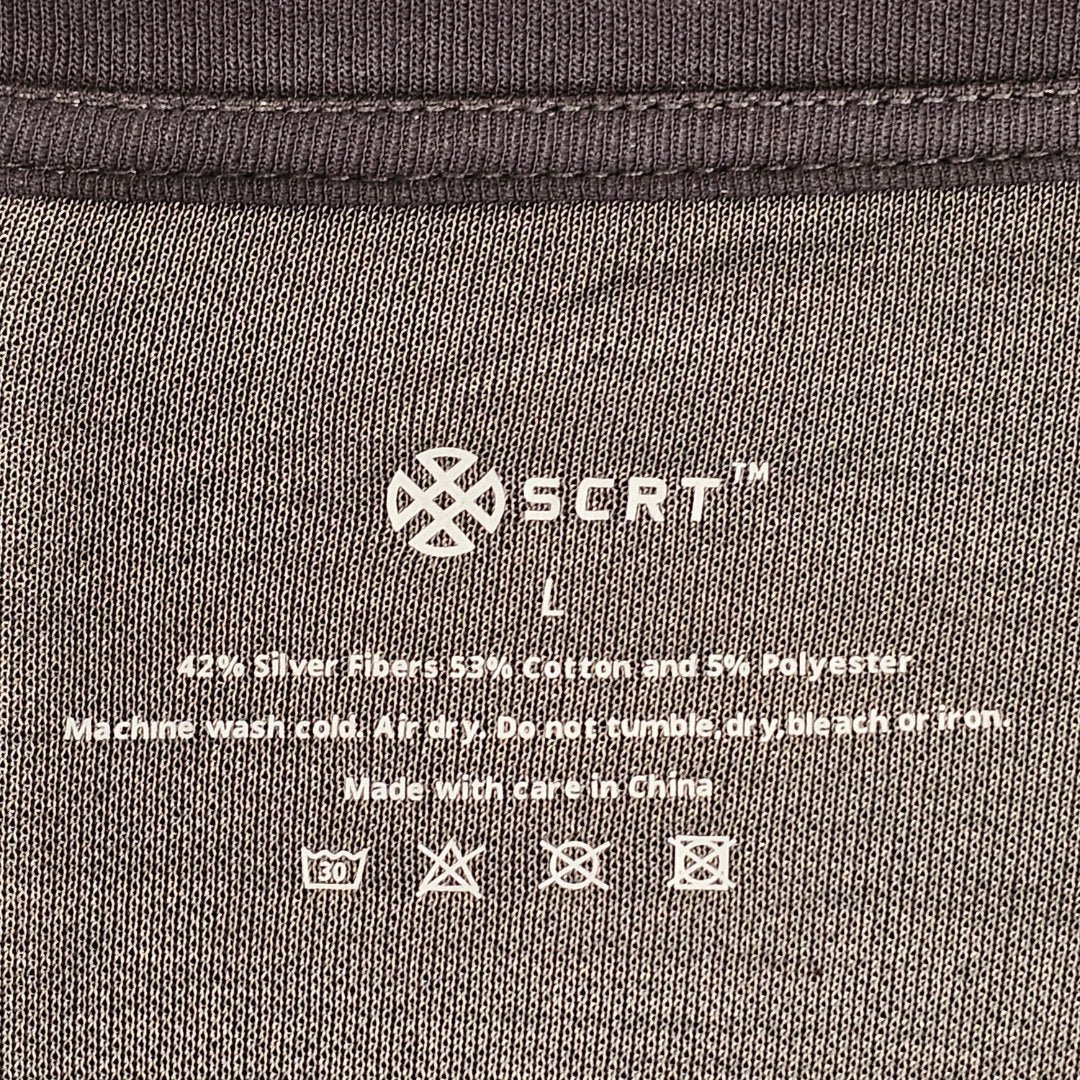 SCRT™
L
42% Silver Fibers 53% Cotton and 5% Polyester
Machine wash cold. Air dry. Do not tumble,dry,bleach or iron.
Made with care in China
30